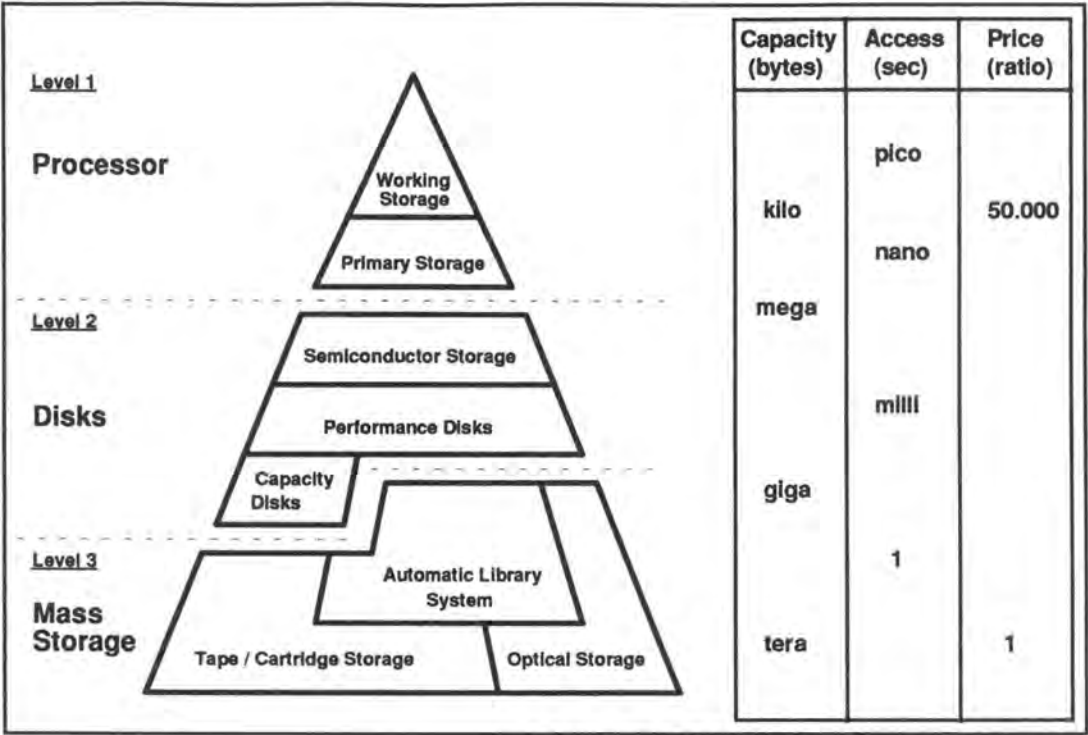 Level 1
Processor
Working
Storage
Primary Storage
Level 2
Disks
Semiconductor Storage
Performance Disks
Capacity
Disks
Level 3
Mass
Storage
Automatic Library
System
Tape / Cartridge Storage
Optical Storage
Capacity
(bytes)
Access
(sec)
Price
(ratio)
pico
kilo
50.000
nano
mega
milli
giga
1
tera
1